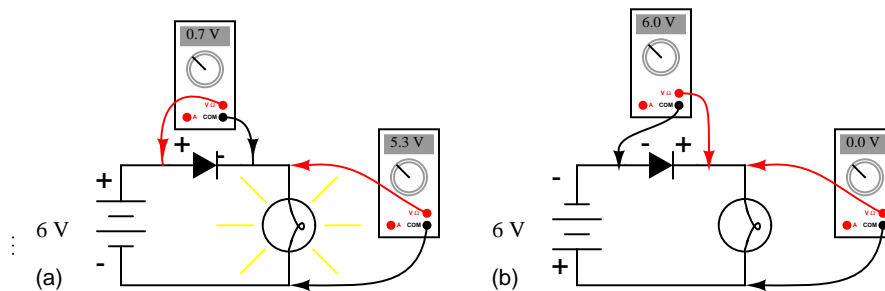 0.7 V
V Ω
A COM
+ -
5.3 V
V Ω
A COM
+
6 V
-
(a)
6.0 V
V Ω
A COM
- +
0.0 V
V Ω
A COM
-
6 V
+
(b)